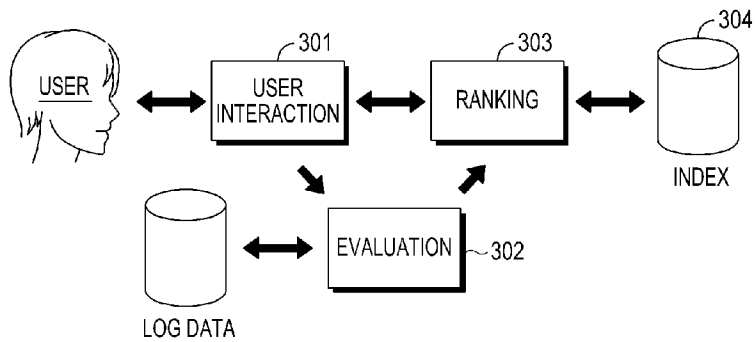 301
303
304
USER
USER
INTERACTION
RANKING
INDEX
EVALUATION
302
LOG DATA